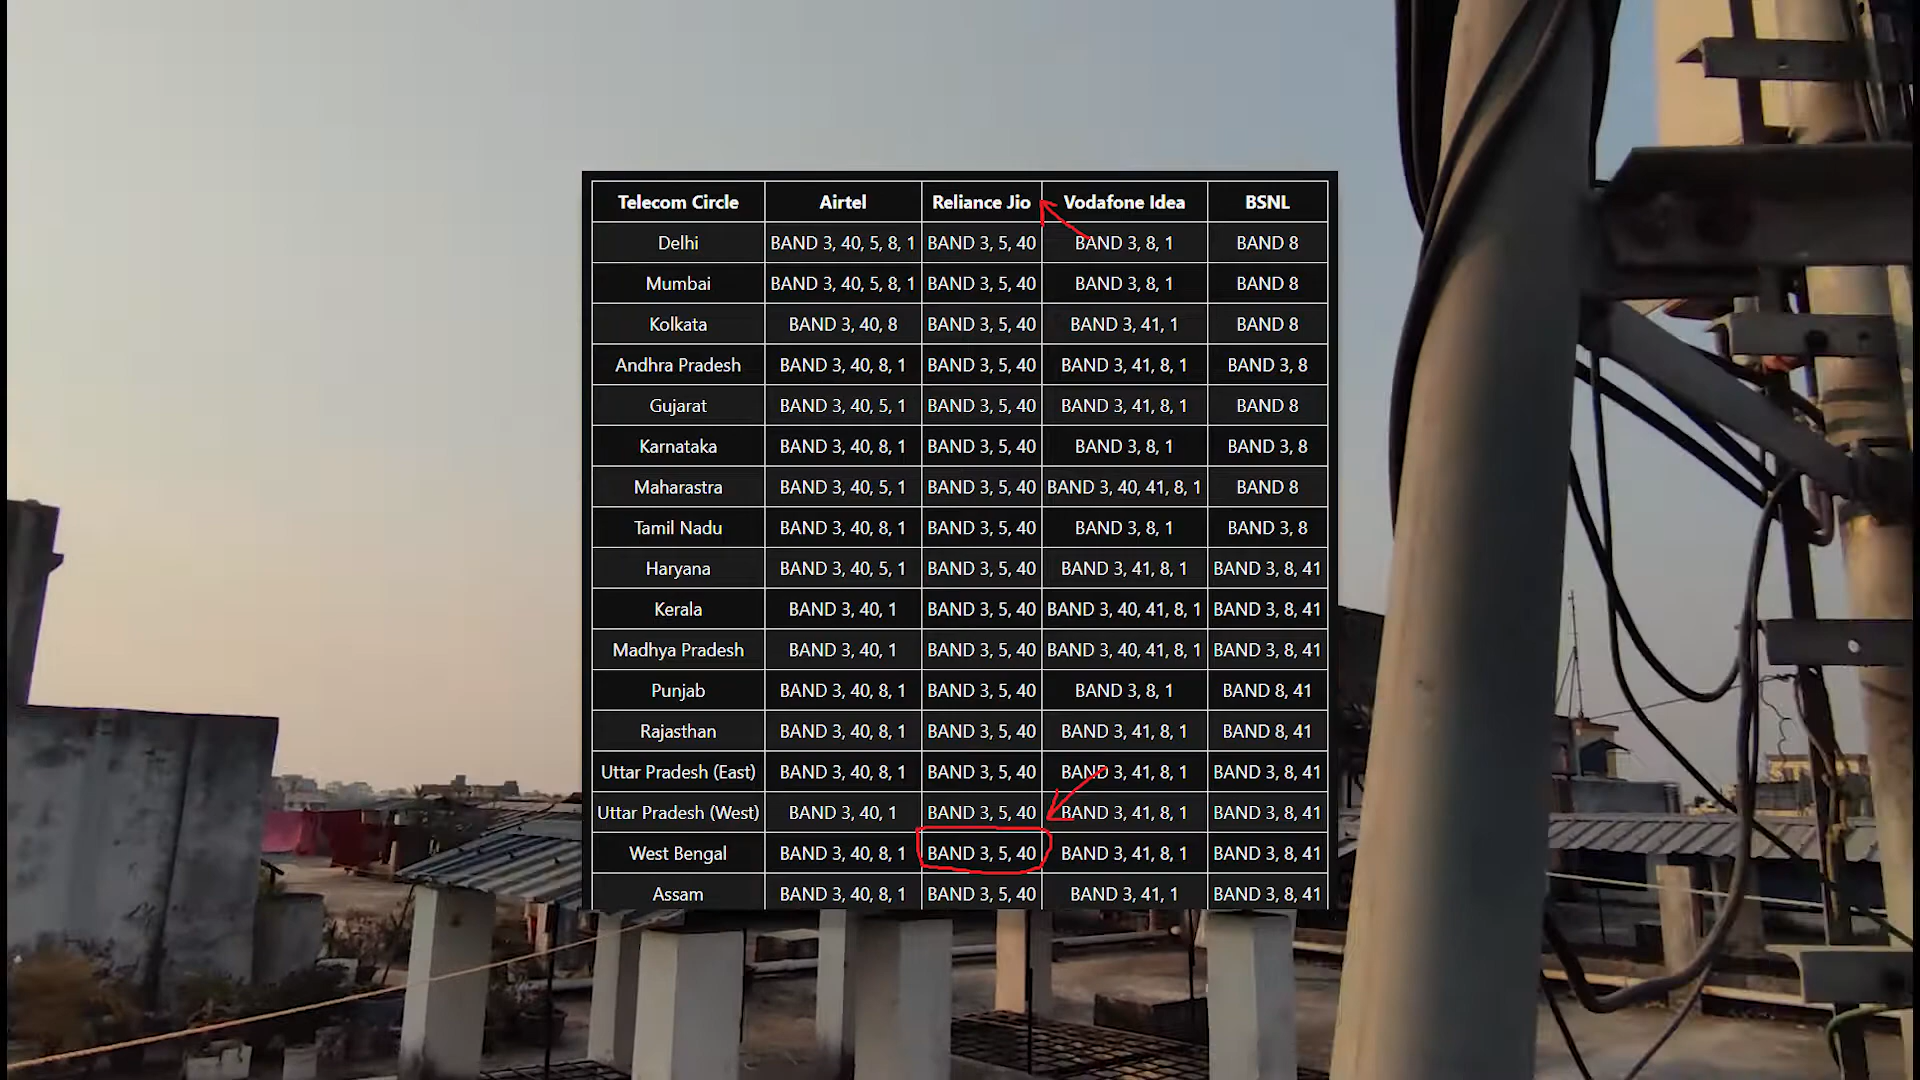 Telecom Circle Airtel Reliance Jio Vodafone Idea BSNL
Delhi BAND 3, 40, 5, 8, 1 BAND 3, 5, 40 BAND 3, 8, 1 BAND 8
Mumbai BAND 3, 40, 5, 8, 1 BAND 3, 5, 40 BAND 3, 8, 1 BAND 8
Kolkata BAND 3, 40, 8 BAND 3, 5, 40 BAND 3, 41, 1 BAND 8
Andhra Pradesh BAND 3, 40, 8, 1 BAND 3, 5, 40 BAND 3, 41, 8, 1 BAND 3, 8
Gujarat BAND 3, 40, 5, 1 BAND 3, 5, 40 BAND 3, 41, 8, 1 BAND 8
Karnataka BAND 3, 40, 8, 1 BAND 3, 5, 40 BAND 3, 8, 1 BAND 3, 8
Maharastra BAND 3, 40, 5, 1 BAND 3, 5, 40 BAND 3, 40, 41, 8, 1 BAND 8
Tamil Nadu BAND 3, 40, 8, 1 BAND 3, 5, 40 BAND 3, 8, 1 BAND 3, 8
Haryana BAND 3, 40, 5, 1 BAND 3, 5, 40 BAND 3, 41, 8, 1 BAND 3, 8, 41
Kerala BAND 3, 40, 1 BAND 3, 5, 40 BAND 3, 40, 41, 8, 1 BAND 3, 8, 41
Madhya Pradesh BAND 3, 40, 1 BAND 3, 5, 40 BAND 3, 40, 41, 8, 1 BAND 3, 8, 41
Punjab BAND 3, 40, 8, 1 BAND 3, 5, 40 BAND 3, 8, 1 BAND 8, 41
Rajasthan BAND 3, 40, 8, 1 BAND 3, 5, 40 BAND 3, 41, 8, 1 BAND 8, 41
Uttar Pradesh (East) BAND 3, 40, 8, 1 BAND 3, 5, 40 BAND 3, 41, 8, 1 BAND 3, 8, 41
Uttar Pradesh (West) BAND 3, 40, 1 BAND 3, 5, 40 BAND 3, 41, 8, 1 BAND 3, 8, 41
West Bengal BAND 3, 40, 8, 1 BAND 3, 5, 40 BAND 3, 41, 8, 1 BAND 3, 8, 41
Assam BAND 3, 40, 8, 1 BAND 3, 5, 40 BAND 3, 41, 1 BAND 3, 8, 41